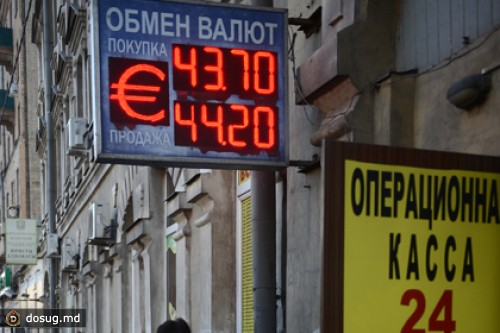 ОБМЕН ВАЛЮТ
ПОКУПКА
43.70
€
44.20
ПРОДАЖА
ОПЕРАЦИОННА
КАССА
24
dosug.md